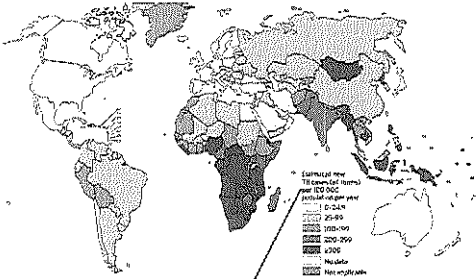 Estimated new
TB cases (all forms)
per 100 000
population per year
0–24.9
25–99
100–199
200–299
≥300
No data
Not applicable